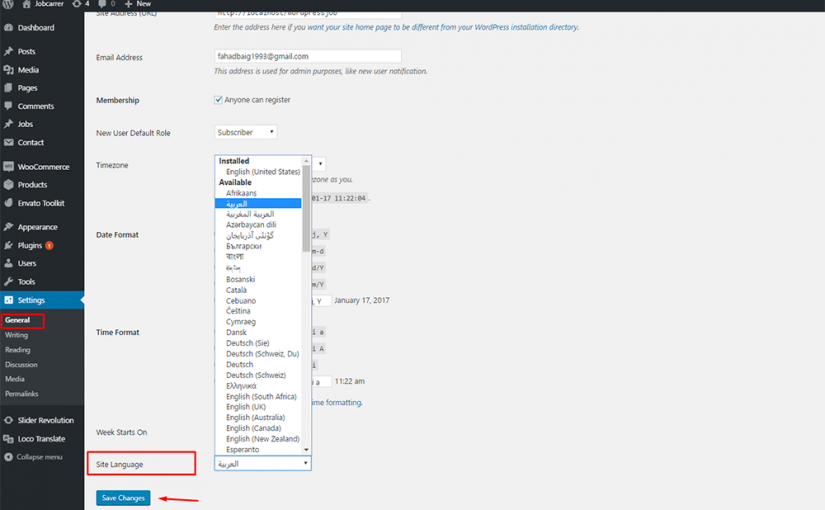 Jobcarrer 4 0 New
Dashboard
Posts
Media
Pages
Comments
Jobs
Contact
WooCommerce
Products
Envato Toolkit
Appearance
Plugins 1
Users
Tools
Settings
General
Writing
Reading
Discussion
Media
Permalinks
Slider Revolution
Loco Translate
Collapse menu
Site Address (URL)
Enter the address here if you want your site home page to be different from your WordPress installation directory.
Email Address fahadbaig1993@gmail.com
This address is used for admin purposes, like new user notification.
Membership Anyone can register
New User Default Role Subscriber
Timezone
ezone as you.
01-17 11:22:04.
Date Format
j, Y
m-d
d/Y
m/Y
j, Y January 17, 2017
Time Format
i a
i A
i
i a 11:22 am
ime formatting.
Week Starts On
Installed
English (United States)
Available
Afrikaans
العربية
العربية المغربية
Azərbaycan dili
گؤنئی آذربایجان
Български
বাংলা
Bosanski
Català
Cebuano
Čeština
Cymraeg
Dansk
Deutsch (Sie)
Deutsch (Schweiz, Du)
Deutsch
Deutsch (Schweiz)
Ελληνικά
English (South Africa)
English (UK)
English (Australia)
English (Canada)
English (New Zealand)
Esperanto
Site Language العربية
Save Changes